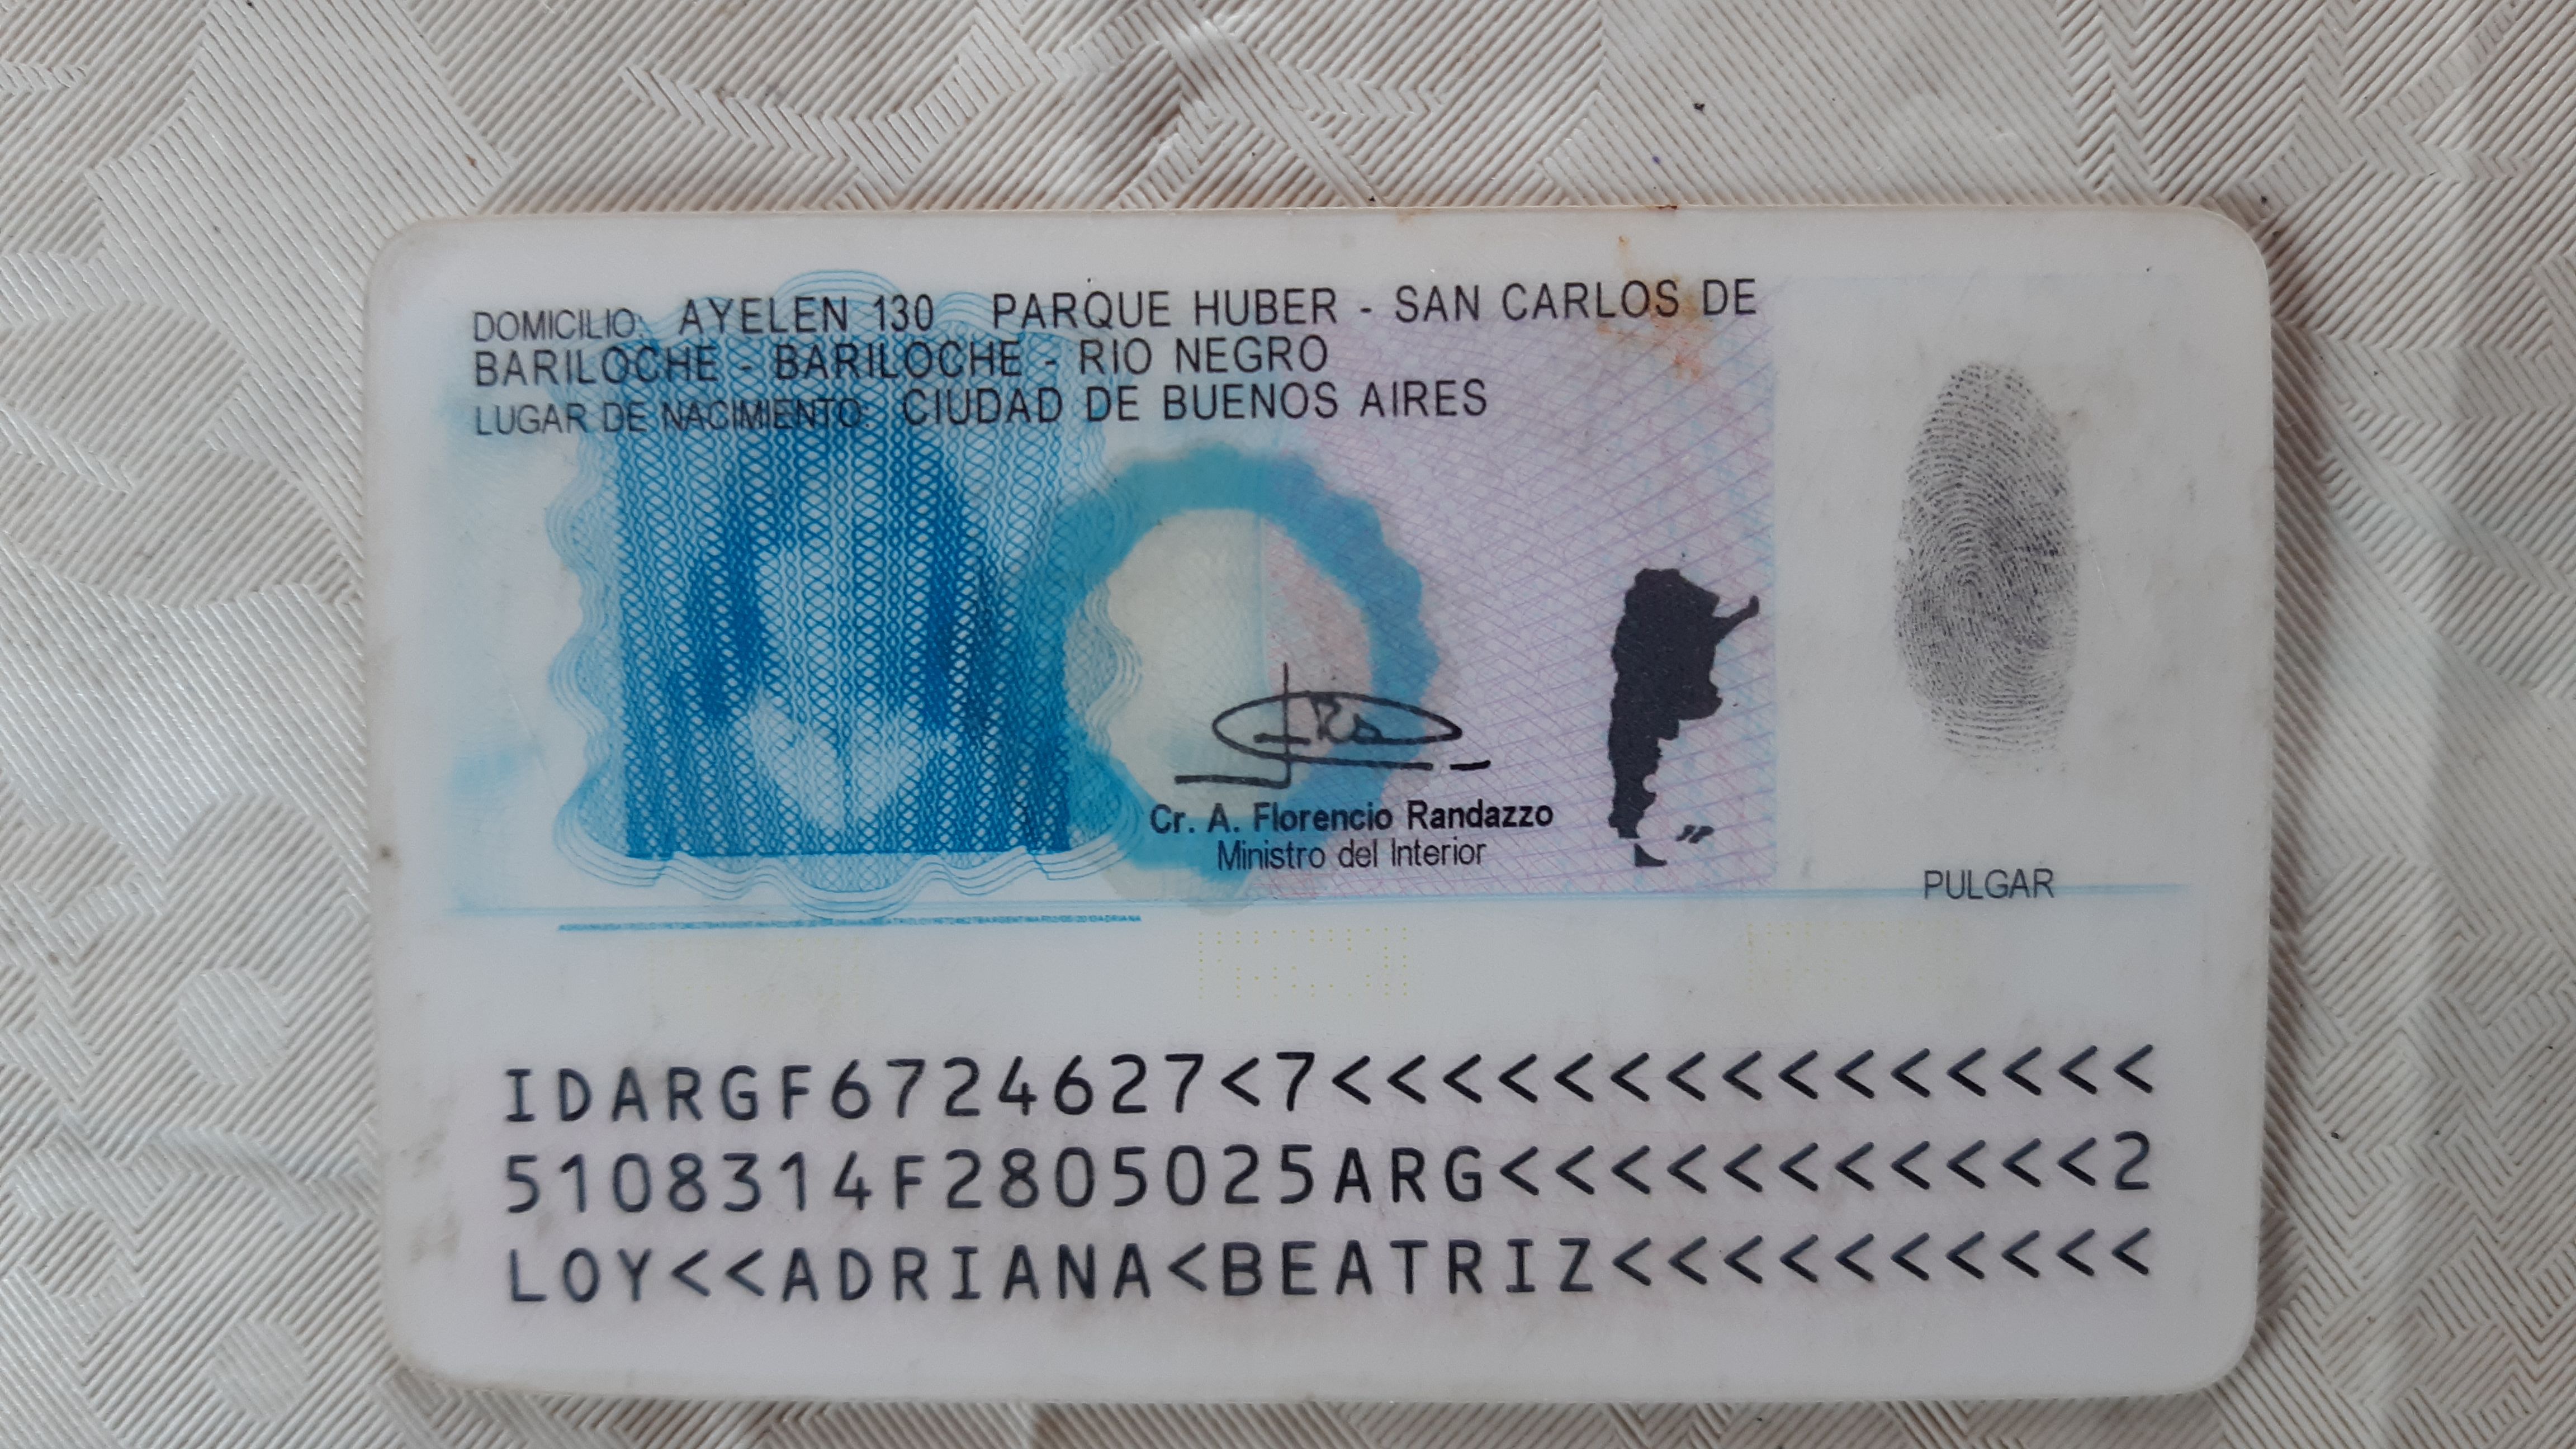 DOMICILIO: AYELEN 130 PARQUE HUBER - SAN CARLOS DE
BARILOCHE - BARILOCHE - RIO NEGRO
LUGAR DE NACIMIENTO: CIUDAD DE BUENOS AIRES
Cr. A. Florencio Randazzo
Ministro del Interior
PULGAR
IDARGF67246627<7<<<<<<<<<<<<<<
5108314F2805025ARG<<<<<<<<<<<2
LOY<<ADRIANA<BEATRIZ<<<<<<<<<<